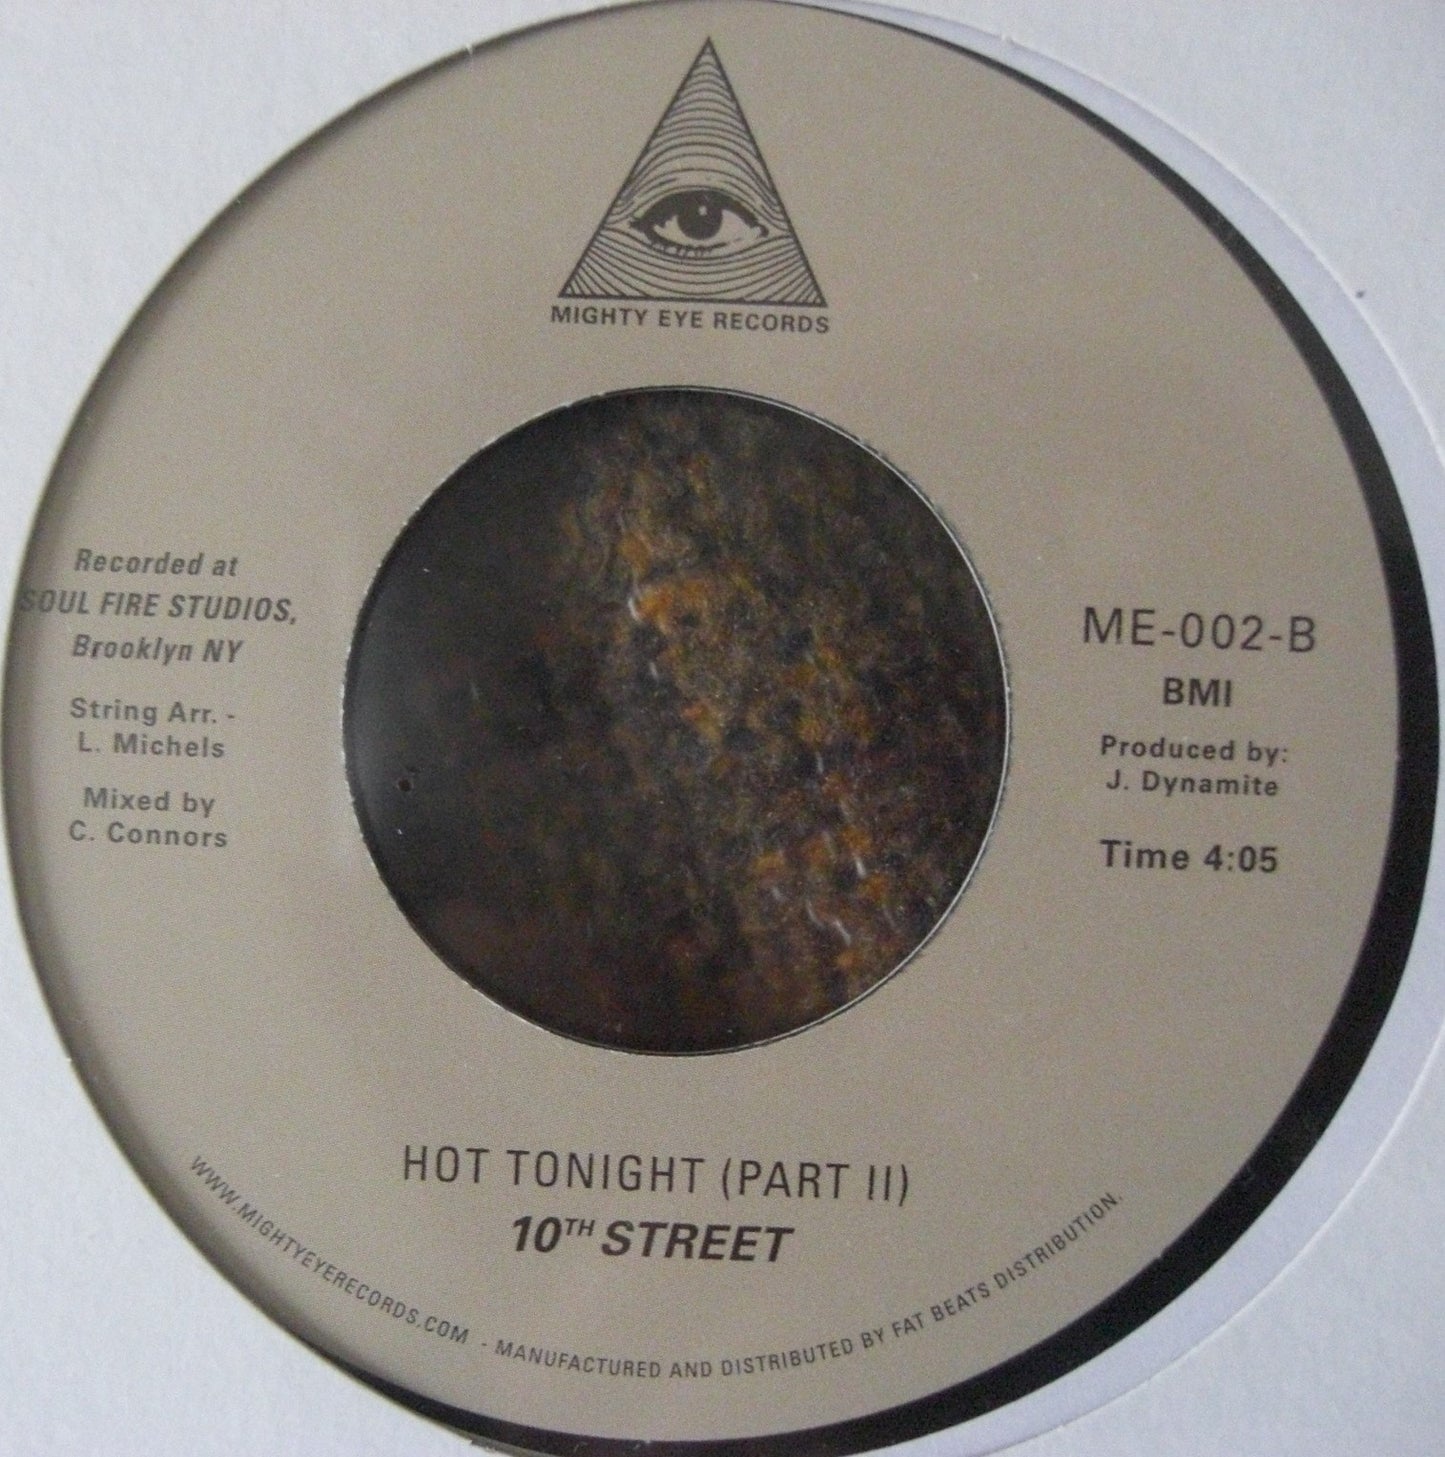 MIGHTY EYE RECORDS
Recorded at
SOUL FIRE STUDIOS,
Brooklyn NY
String Arr. -
L. Michels
Mixed by
C. Connors
ME-002-B
BMI
Produced by:
J. Dynamite
Time 4:05
HOT TONIGHT (PART II)
10TH STREET
WWW.MIGHTYEYERECORDS.COM - MANUFACTURED AND DISTRIBUTED BY FAT BEATS DISTRIBUTION.